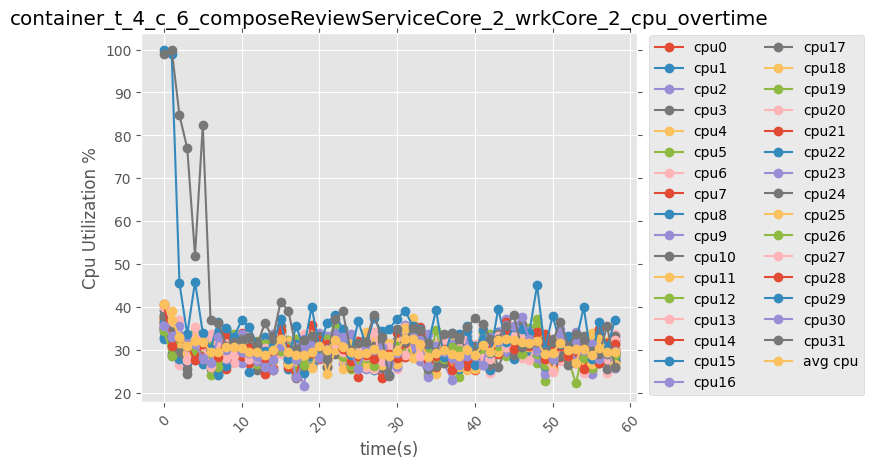 container_t_4_c_6_composeReviewServiceCore_2_wrkCore_2_cpu_overtime
100
90
80
70
60
50
40
30
20
Cpu Utilization %
0
10
20
30
40
50
60
time(s)
cpu0
cpu1
cpu2
cpu3
cpu4
cpu5
cpu6
cpu7
cpu8
cpu9
cpu10
cpu11
cpu12
cpu13
cpu14
cpu15
cpu16
cpu17
cpu18
cpu19
cpu20
cpu21
cpu22
cpu23
cpu24
cpu25
cpu26
cpu27
cpu28
cpu29
cpu30
cpu31
avg cpu